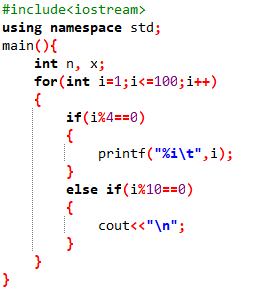 #include<iostream>
using namespace std;
main(){
    int n, x;
    for(int i=1;i<=100;i++)
    {
        if(i%4==0)
        {
            printf("%i\t",i);
        }
        else if(i%10==0)
        {
            cout<<"\n";
        }
    }
}